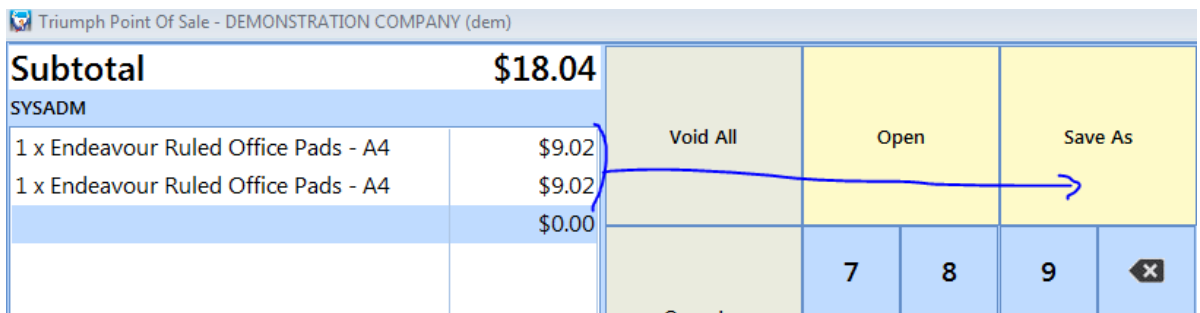 Triumph Point Of Sale - DEMONSTRATION COMPANY (dem)
Subtotal $18.04
SYSADM
1 x Endeavour Ruled Office Pads - A4 $9.02
1 x Endeavour Ruled Office Pads - A4 $9.02
$0.00
Void All
Open
Save As
7
8
9